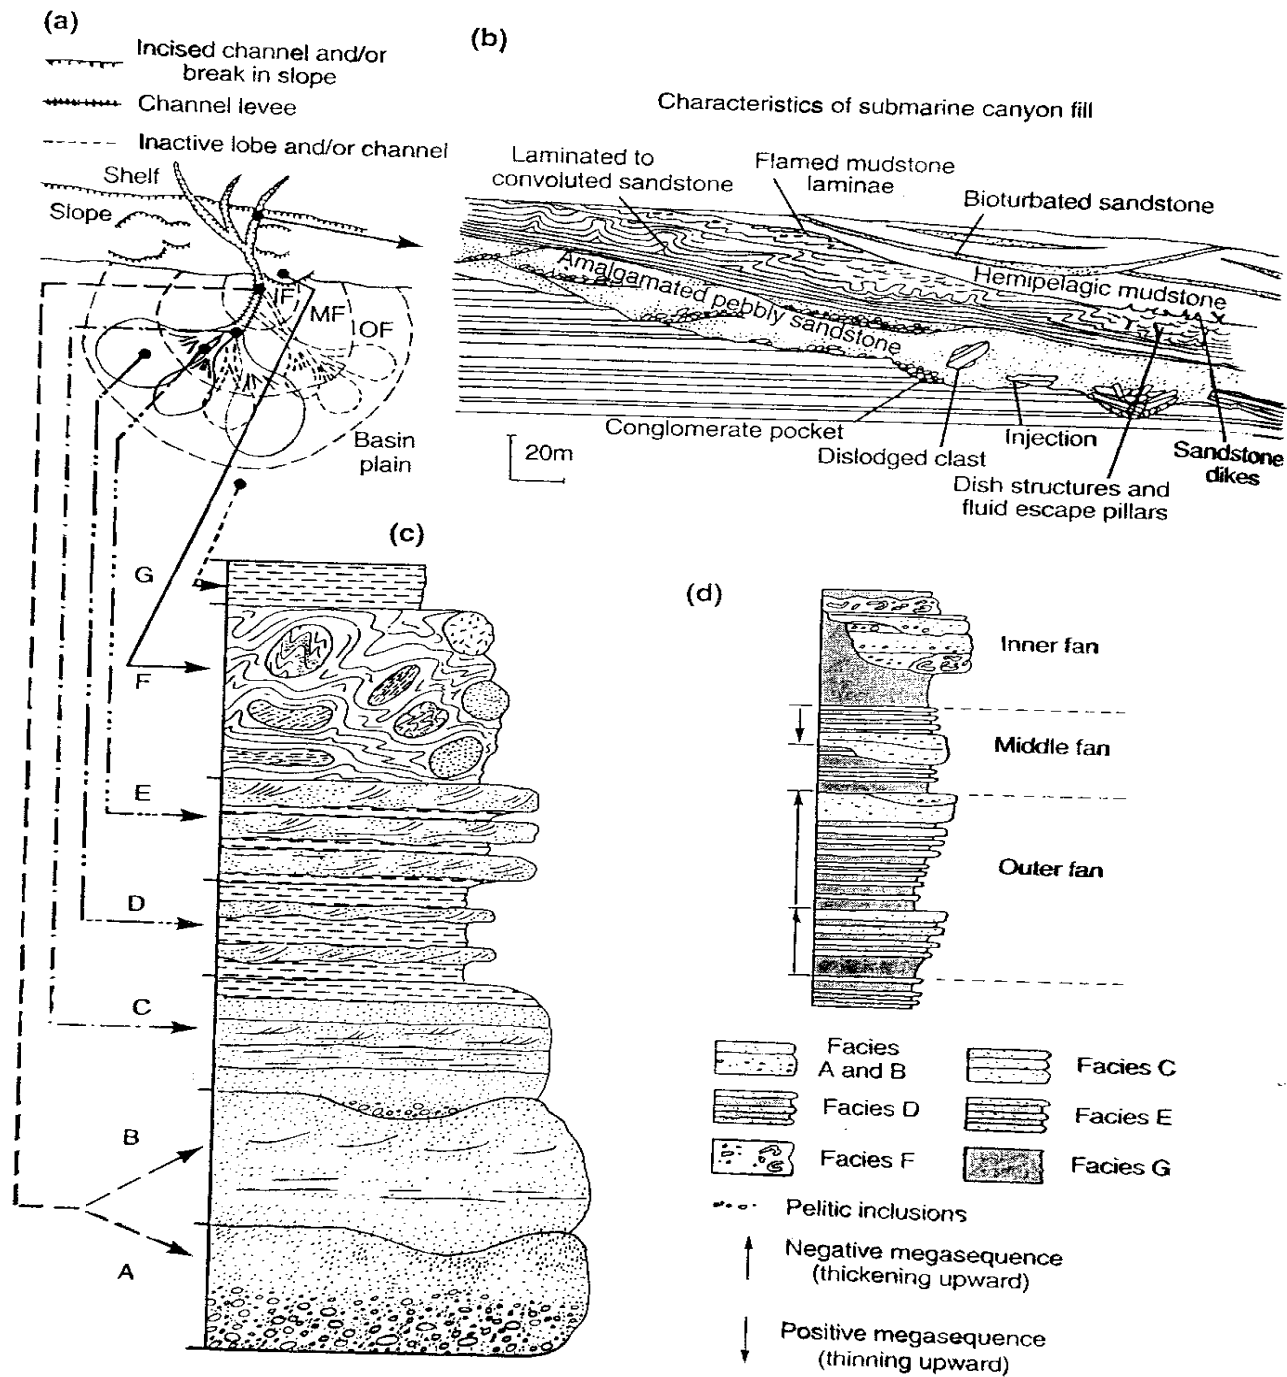 (a)
Incised channel and/or
break in slope
Channel levee
Inactive lobe and/or channel
Shelf
Slope
IF
MF
OF
Basin
plain
(b)
Characteristics of submarine canyon fill
Laminated to
convoluted sandstone
Flamed mudstone
laminae
Bioturbated sandstone
Amalgamated pebbly sandstone
Hemipelagic mudstone
Conglomerate pocket
Dislodged clast
Injection
Sandstone
dikes
Dish structures and
fluid escape pillars
20m
(c)
G
F
E
D
C
B
A
(d)
Inner fan
Middle fan
Outer fan
Facies
A and B
Facies C
Facies D
Facies E
Facies F
Facies G
Pelitic inclusions
Negative megasequence
(thickening upward)
Positive megasequence
(thinning upward)